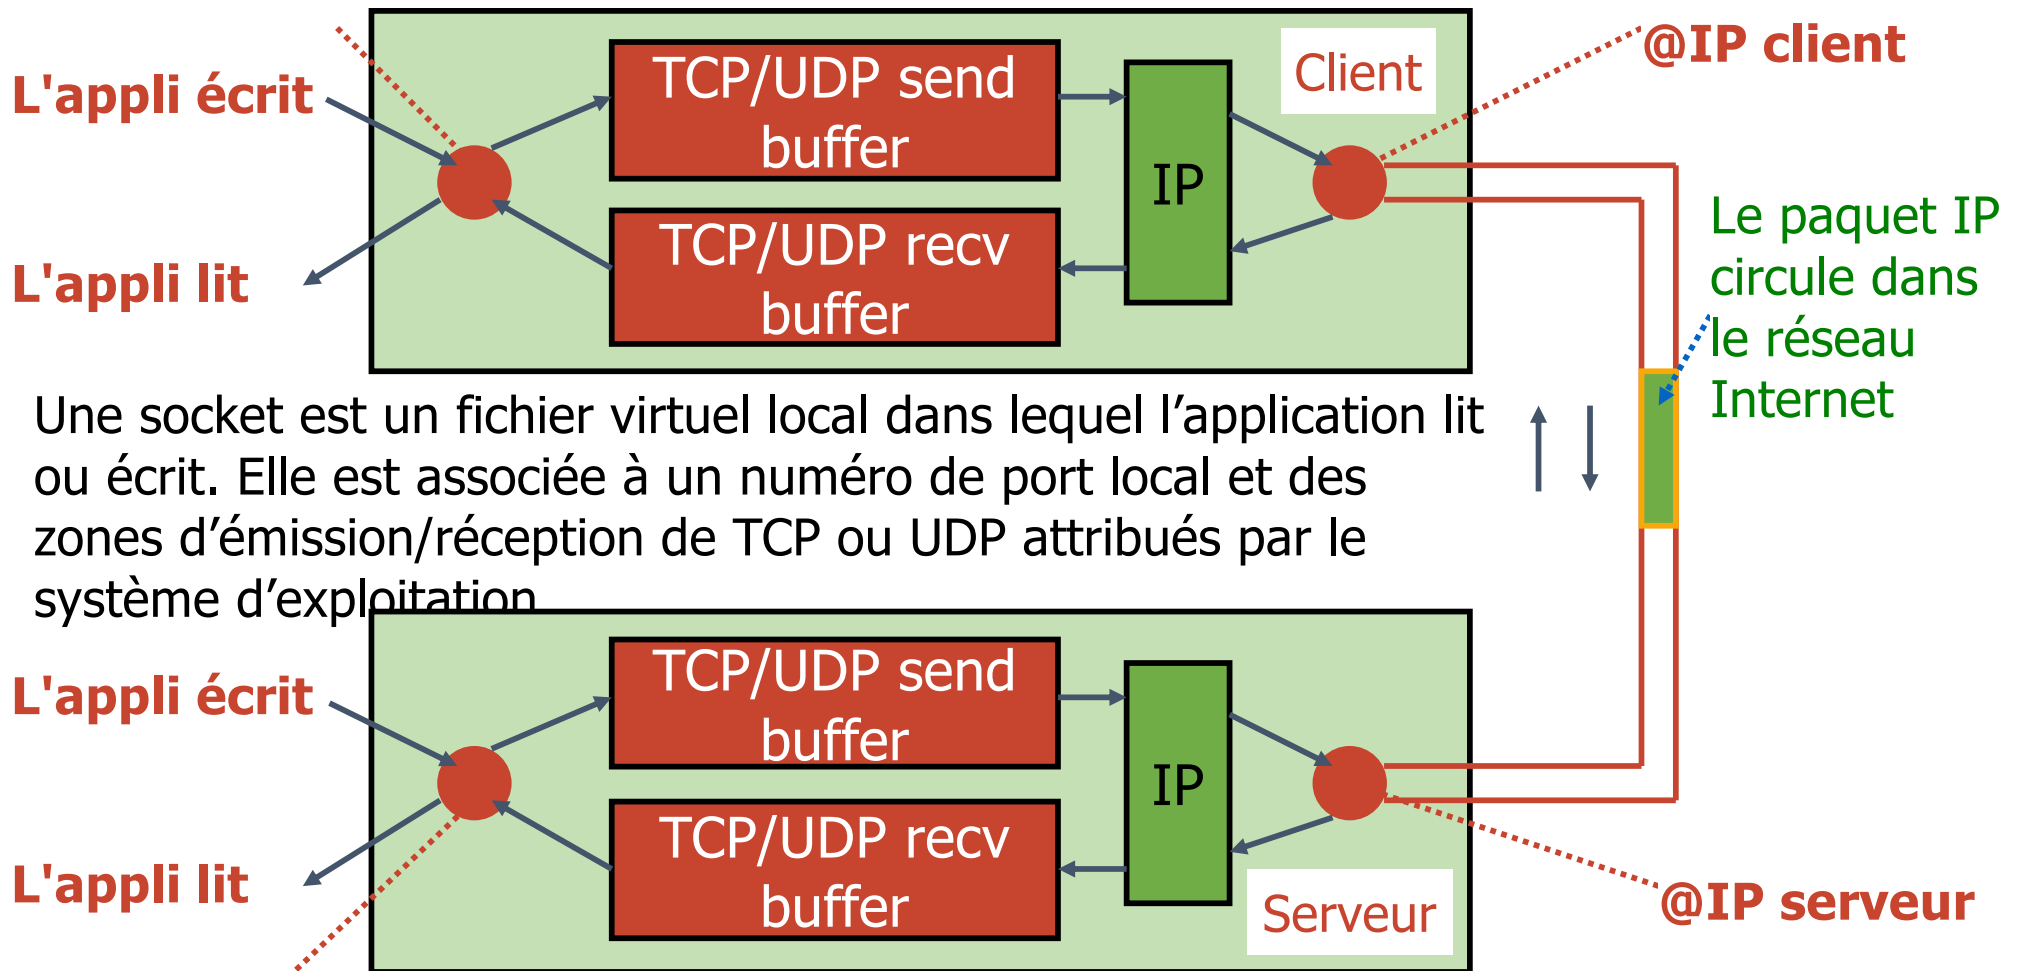 L'appli écrit
TCP/UDP send
buffer
Client
@IP client
IP
L'appli lit
TCP/UDP recv
buffer
Le paquet IP
circule dans
le réseau
Internet
Une socket est un fichier virtuel local dans lequel l’application lit
ou écrit. Elle est associée à un numéro de port local et des
zones d’émission/réception de TCP ou UDP attribués par le
système d’exploitation
L'appli écrit
TCP/UDP send
buffer
IP
L'appli lit
TCP/UDP recv
buffer
Serveur
@IP serveur